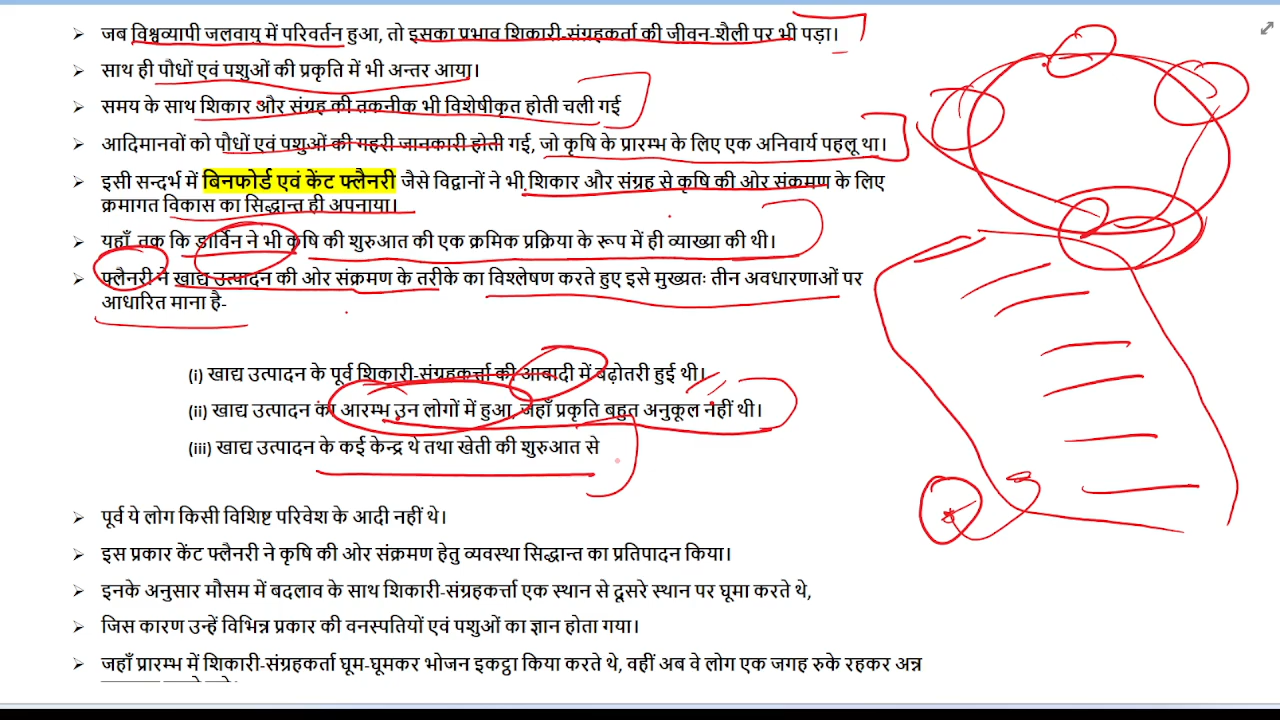 ➢ जब विश्वव्यापी जलवायु में परिवर्तन हुआ, तो इसका प्रभाव शिकारी-संग्रहकर्ता की जीवन-शैली पर भी पड़ा।
➢ साथ ही पौधों एवं पशुओं की प्रकृति में भी अन्तर आया।
➢ समय के साथ शिकार और संग्रह की तकनीक भी विशेषीकृत होती चली गई
➢ आदिमानवों को पौधों एवं पशुओं की गहरी जानकारी होती गई, जो कृषि के प्रारम्भ के लिए एक अनिवार्य पहलू था।
➢ इसी सन्दर्भ में बिनफोर्ड एवं केंट फ्लैनरी जैसे विद्वानों ने भी शिकार और संग्रह से कृषि की ओर संक्रमण के लिए
क्रमागत विकास का सिद्धान्त ही अपनाया।
➢ यहाँ तक कि डार्विन ने भी कृषि की शुरुआत की एक क्रमिक प्रक्रिया के रूप में ही व्याख्या की थी।
➢ फ्लैनरी ने खाद्य उत्पादन की ओर संक्रमण के तरीके का विश्लेषण करते हुए इसे मुख्यतः तीन अवधारणाओं पर
आधारित माना है-
(i) खाद्य उत्पादन के पूर्व शिकारी-संग्रहकर्त्ता की आबादी में बढ़ोतरी हुई थी।
(ii) खाद्य उत्पादन का आरम्भ उन लोगों में हुआ, जहाँ प्रकृति बहुत अनुकूल नहीं थी।
(iii) खाद्य उत्पादन के कई केन्द्र थे तथा खेती की शुरुआत से
➢ पूर्व ये लोग किसी विशिष्ट परिवेश के आदी नहीं थे।
➢ इस प्रकार केंट फ्लैनरी ने कृषि की ओर संक्रमण हेतु व्यवस्था सिद्धान्त का प्रतिपादन किया।
➢ इनके अनुसार मौसम में बदलाव के साथ शिकारी-संग्रहकर्त्ता एक स्थान से दूसरे स्थान पर घूमा करते थे,
➢ जिस कारण उन्हें विभिन्न प्रकार की वनस्पतियों एवं पशुओं का ज्ञान होता गया।
➢ जहाँ प्रारम्भ में शिकारी-संग्रहकर्ता घूम-घूमकर भोजन इकट्ठा किया करते थे, वहीं अब वे लोग एक जगह रुके रहकर अन्न